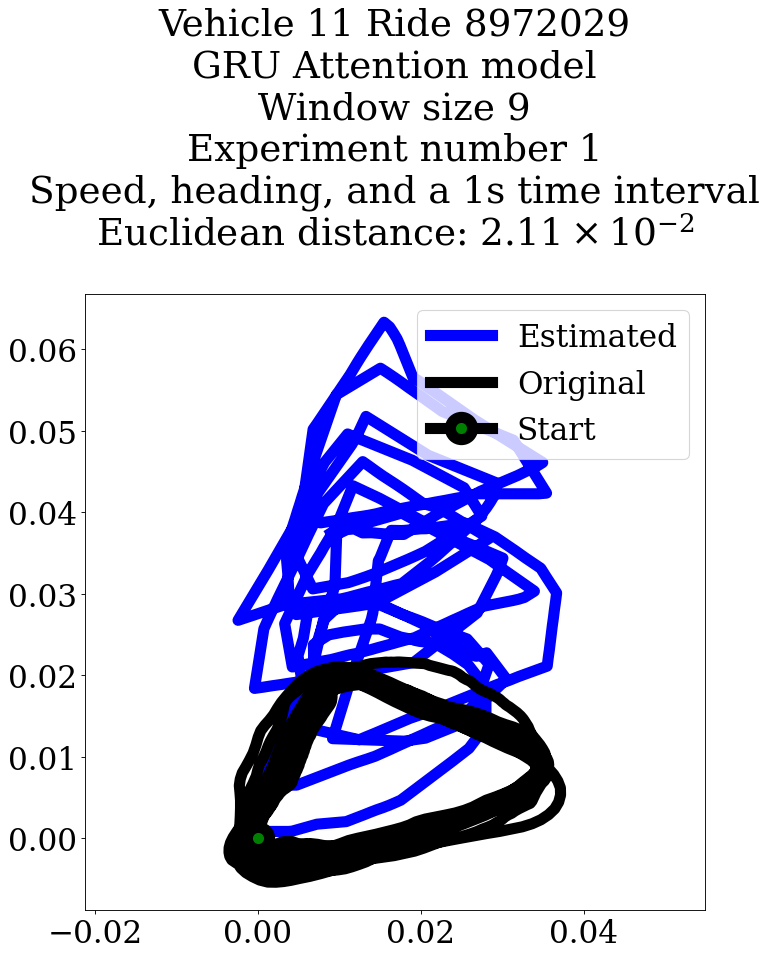 Vehicle 11 Ride 8972029
GRU Attention model
Window size 9
Experiment number 1
Speed, heading, and a 1s time interval
Euclidean distance: 2.11 × 10⁻²
Estimated
Original
Start
0.06
0.05
0.04
0.03
0.02
0.01
0.00
−0.02 0.00 0.02 0.04